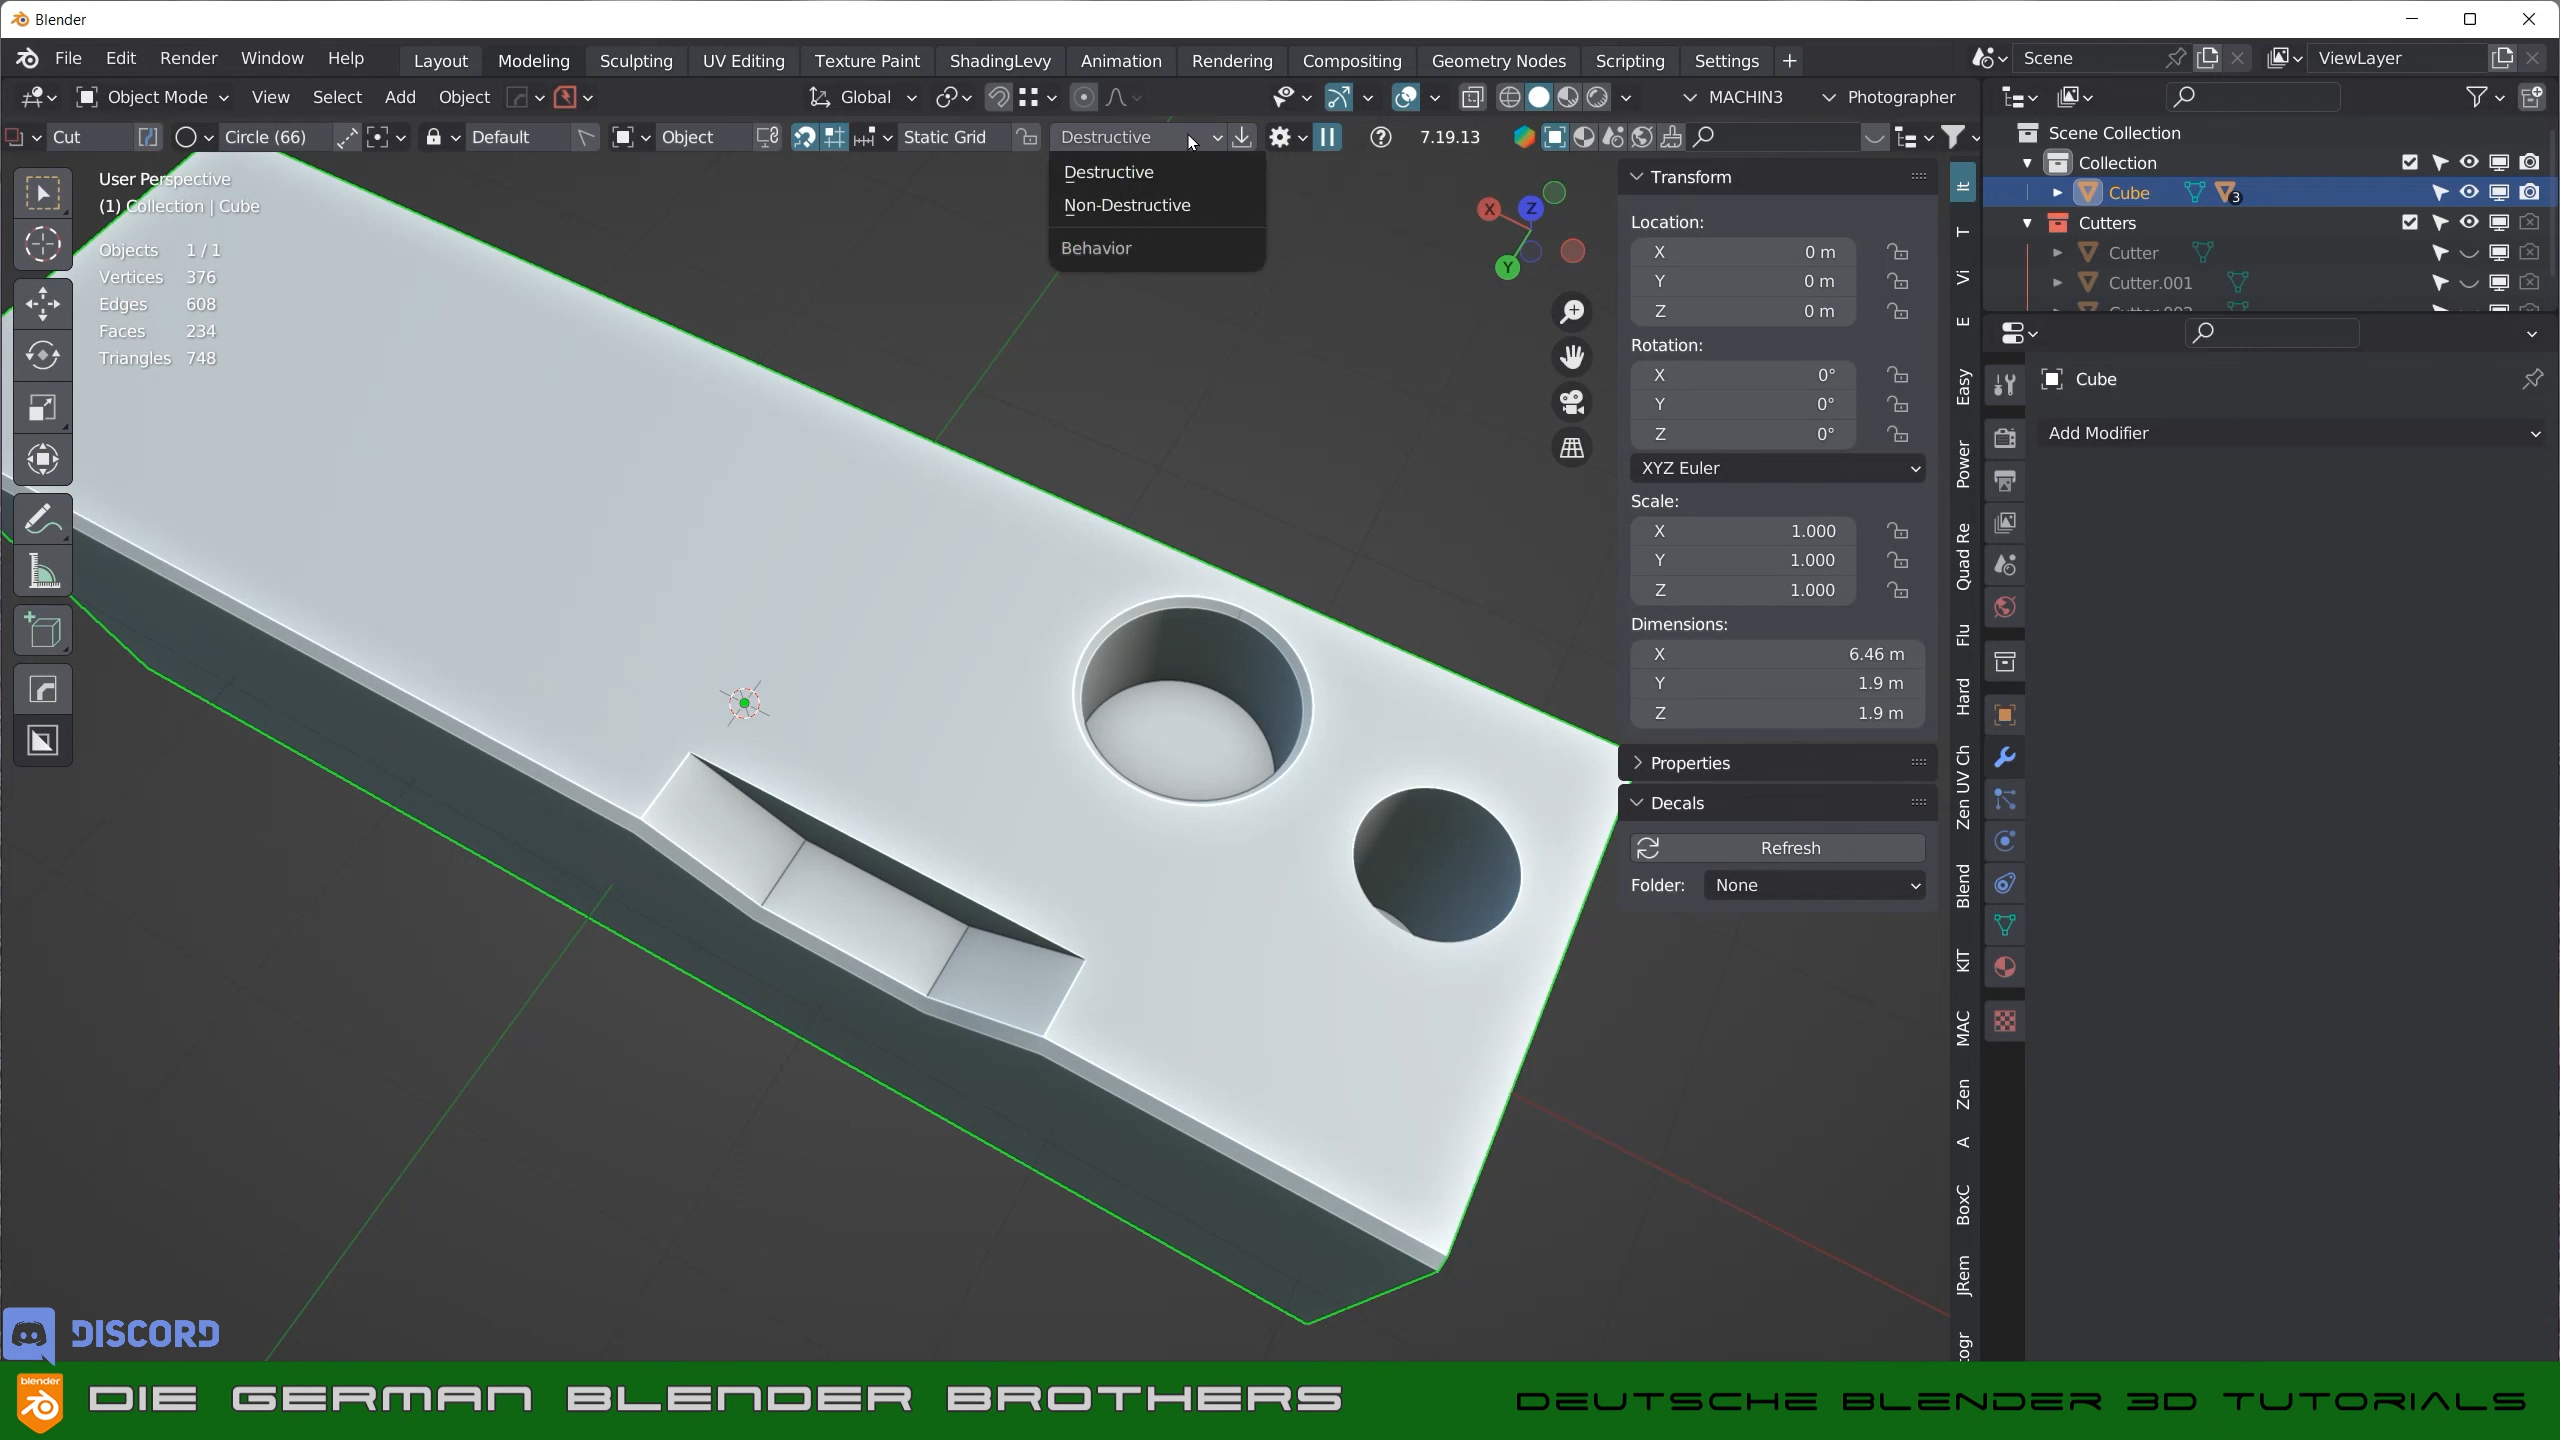 Blender
File Edit Render Window Help Layout Modeling Sculpting UV Editing Texture Paint ShadingLevy Animation Rendering Compositing Geometry Nodes Scripting Settings + Scene ViewLayer
Object Mode View Select Add Object Global MACHIN3 Photographer
Cut Circle (66) Default Object Static Grid Destructive 7.19.13
Destructive
Non-Destructive
Behavior
User Perspective
(1) Collection | Cube
Objects 1 / 1
Vertices 376
Edges 608
Faces 234
Triangles 748
X Z
Y
Transform
Location:
X 0 m
Y 0 m
Z 0 m
Rotation:
X 0°
Y 0°
Z 0°
XYZ Euler
Scale:
X 1.000
Y 1.000
Z 1.000
Dimensions:
X 6.46 m
Y 1.9 m
Z 1.9 m
Properties
Decals
Refresh
Folder: None
It
T
Vi
E
Easy
Power
Quad Re
Flu
Hard
Zen UV Ch
Blend
KIT
MAC
Zen
A
BoxC
JRem
Scene Collection
Collection
Cube 3
Cutters
Cutter
Cutter.001
Cube
Add Modifier
DISCORD
blender
DIE GERMAN BLENDER BROTHERS DEUTSCHE BLENDER 3D TUTORIALS